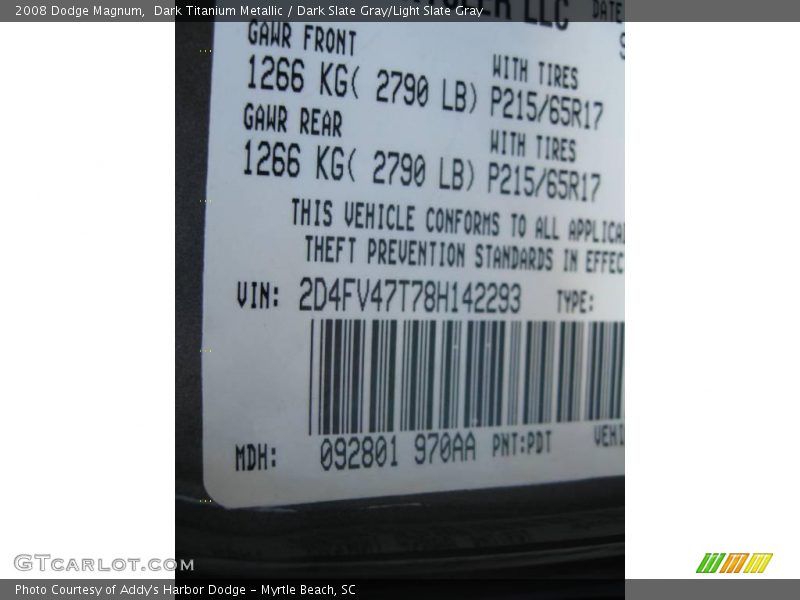 2008 Dodge Magnum, Dark Titanium Metallic / Dark Slate Gray/Light Slate Gray
LLC DATE
GAWR FRONT
WITH TIRES
1266 KG( 2790 LB) P215/65R17
GAWR REAR
WITH TIRES
1266 KG( 2790 LB) P215/65R17
THIS VEHICLE CONFORMS TO ALL
THEFT PREVENTION STANDARDS IN
VIN: 2D4FV47T78H142293 TYPE:
MDH: 092801 970AA PNT:PDT
GTcarlot.com
Photo Courtesy of Addy's Harbor Dodge - Myrtle Beach, SC